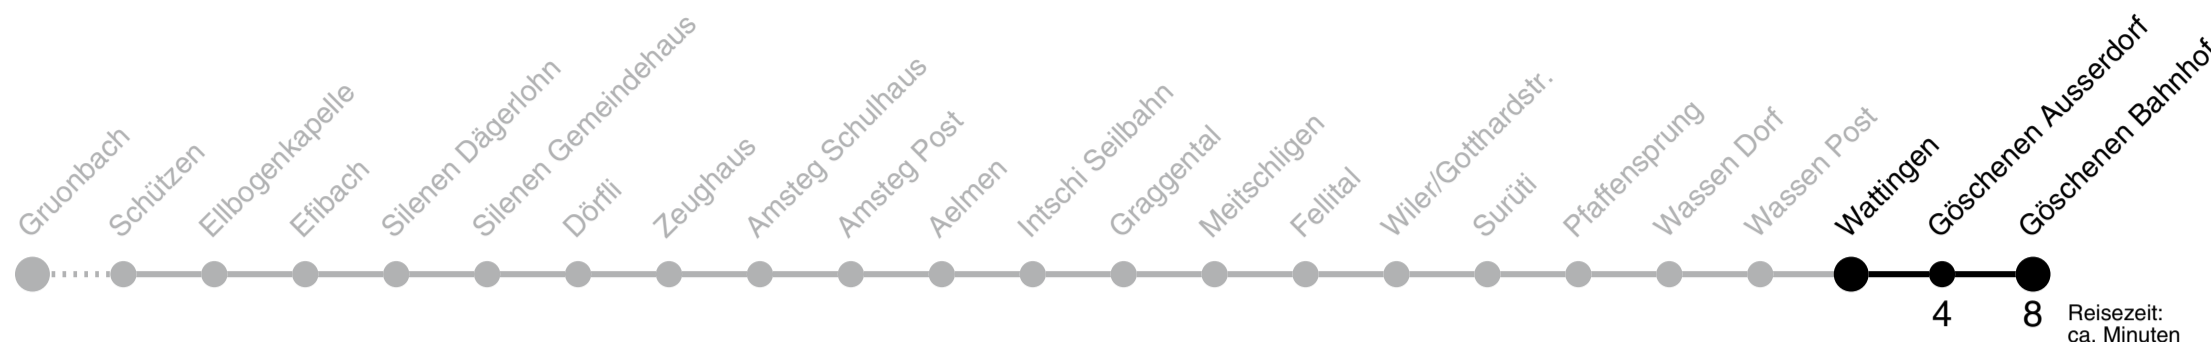 Gruonbach
Schützen
Ellbogenkapelle
Efibach
Silenen Dägerlohn
Silenen Gemeindehaus
Dörfli
Zeughaus
Amsteg Schulhaus
Amsteg Post
Aelmen
Intschi Seilbahn
Graggental
Meitschligen
Fellital
Wiler/Gotthardstr.
Surüti
Pfaffensprung
Wassen Dorf
Wassen Post
Wattingen
Göschenen Ausserdorf
Göschenen Bahnhof
4
8
Reisezeit:
ca. Minuten